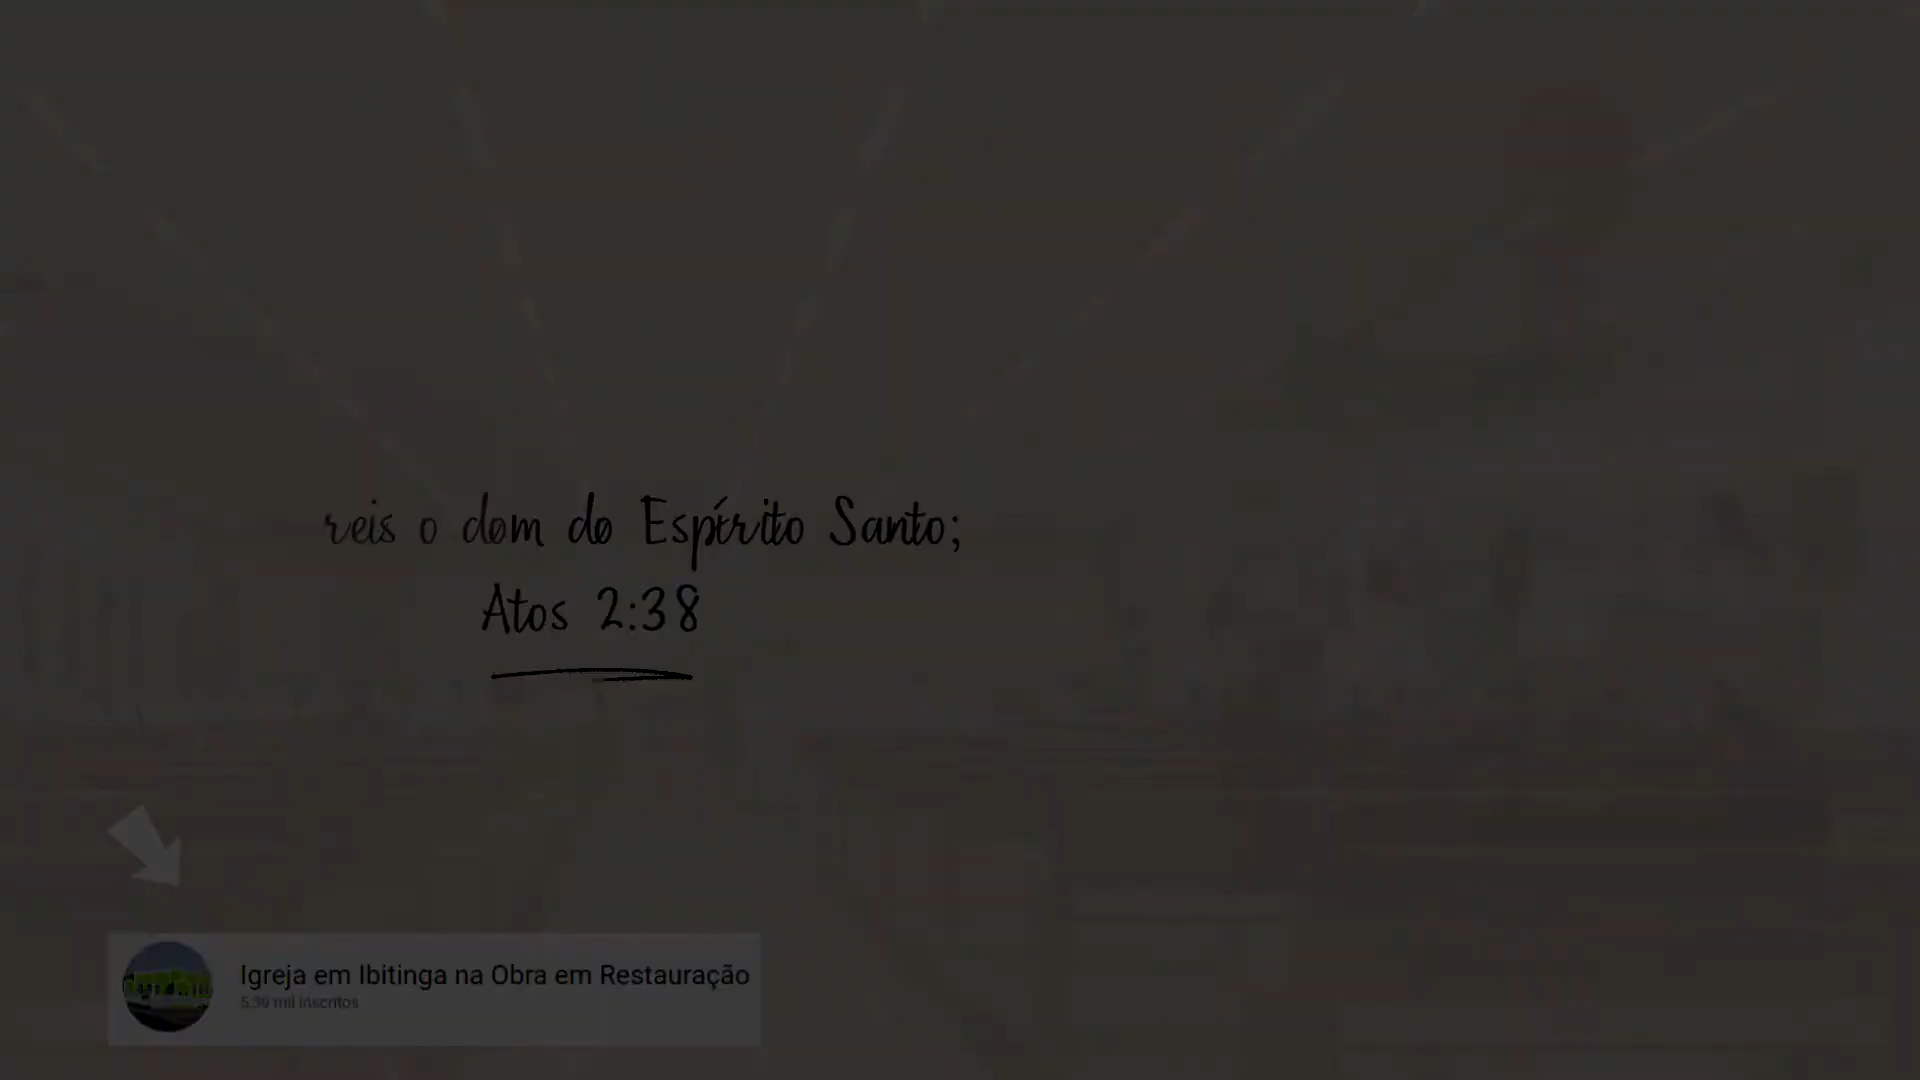 reis o dom do Espírito Santo;
Atos 2:38
Igreja em Ibitinga na Obra em Restauração
5.39 mil inscritos